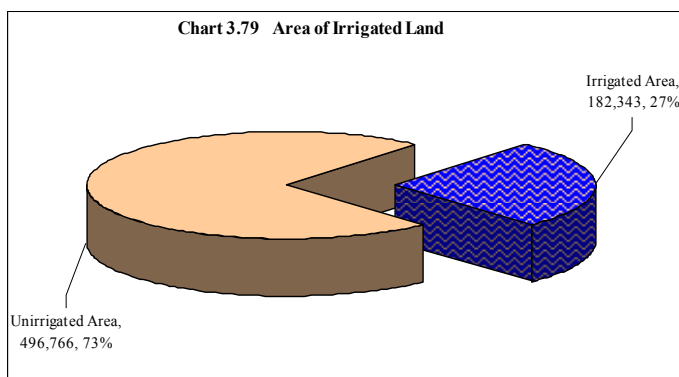 Chart 3.79 Area of Irrigated Land
Irrigated Area,
182,343, 27%
Unirrigated Area,
496,766, 73%